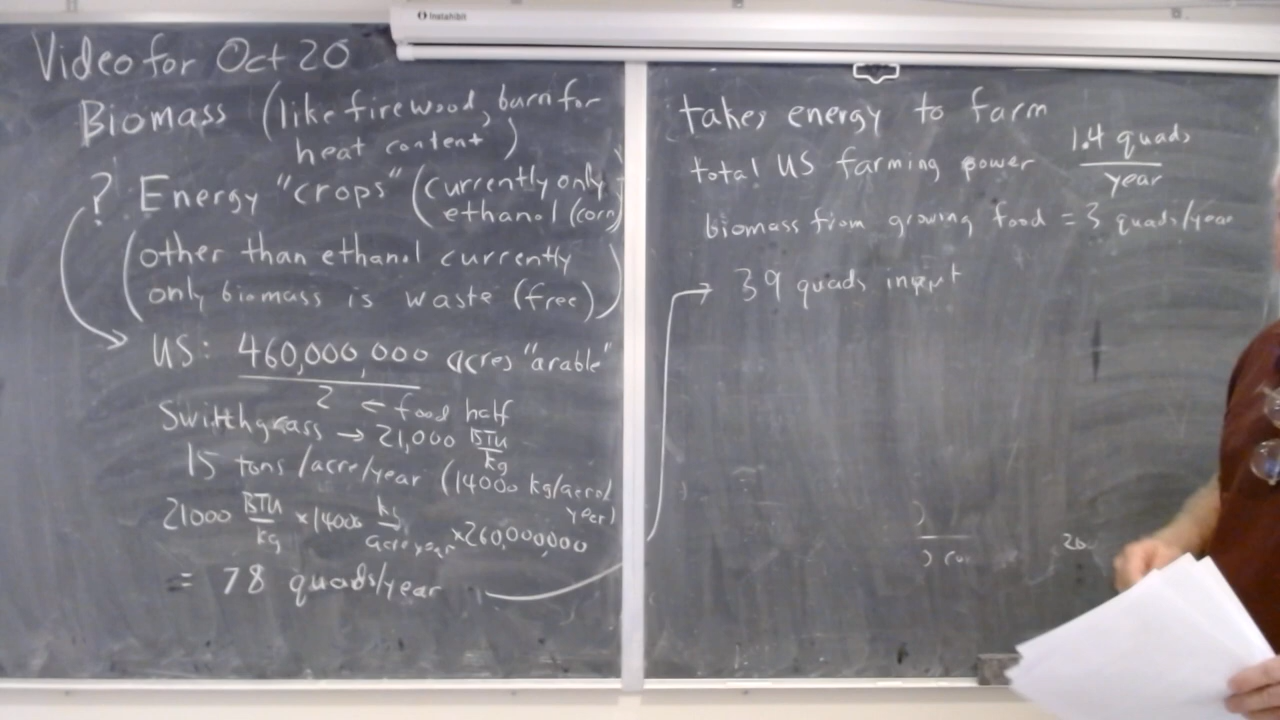 Instahibit
Video for Oct 20
Biomass (like firewood, burn for
heat content)
? Energy "crops" (currently only
ethanol (corn)
(other than ethanol currently
only biomass is waste (free))
US: 460,000,000 acres "arable"
2 ← food half
Switchgrass → 21,000 BTU
kg
15 tons/acre/year (14000 kg/acre/
year)
21000 BTU/kg ×14000 kg/acre year ×260,000,000
= 78 quads/year
takes energy to farm
total US farming power 1.4 quads
year
biomass from growing food = 3 quads/year
→ 39 quads input